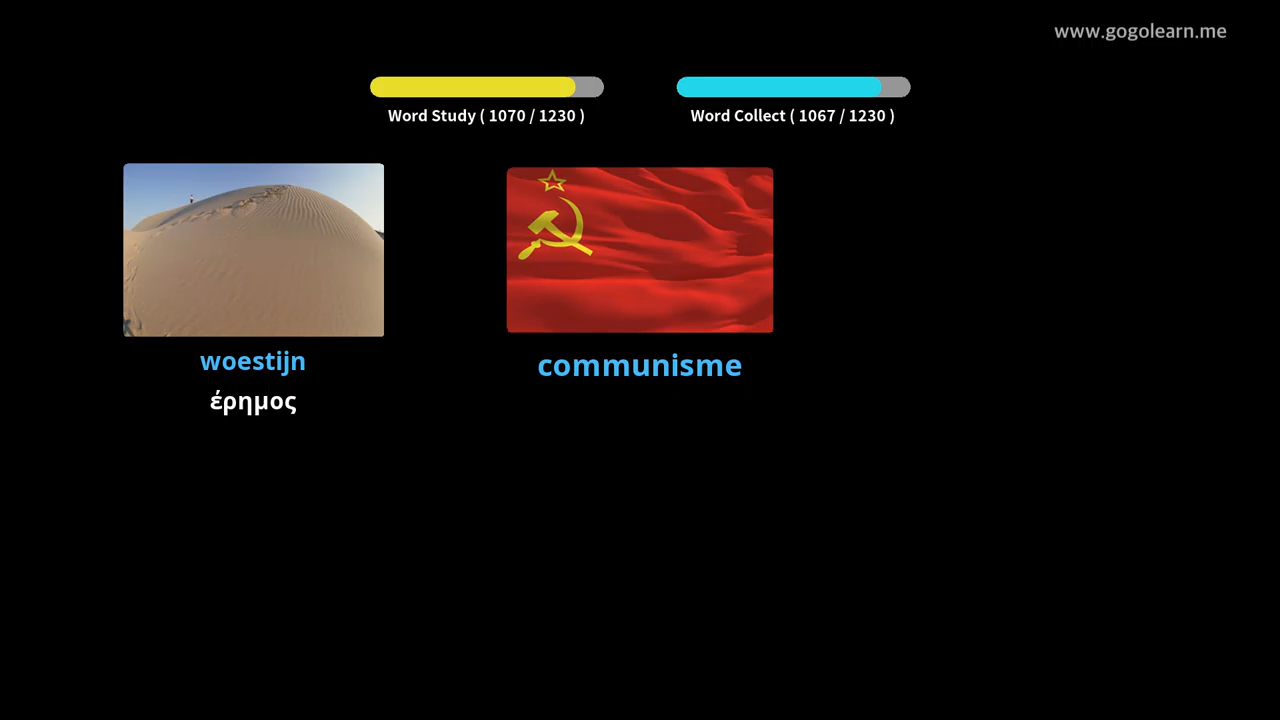 www.gogolearn.me
Word Study ( 1070 / 1230 )
Word Collect ( 1067 / 1230 )
woestijn
έρημος
communisme